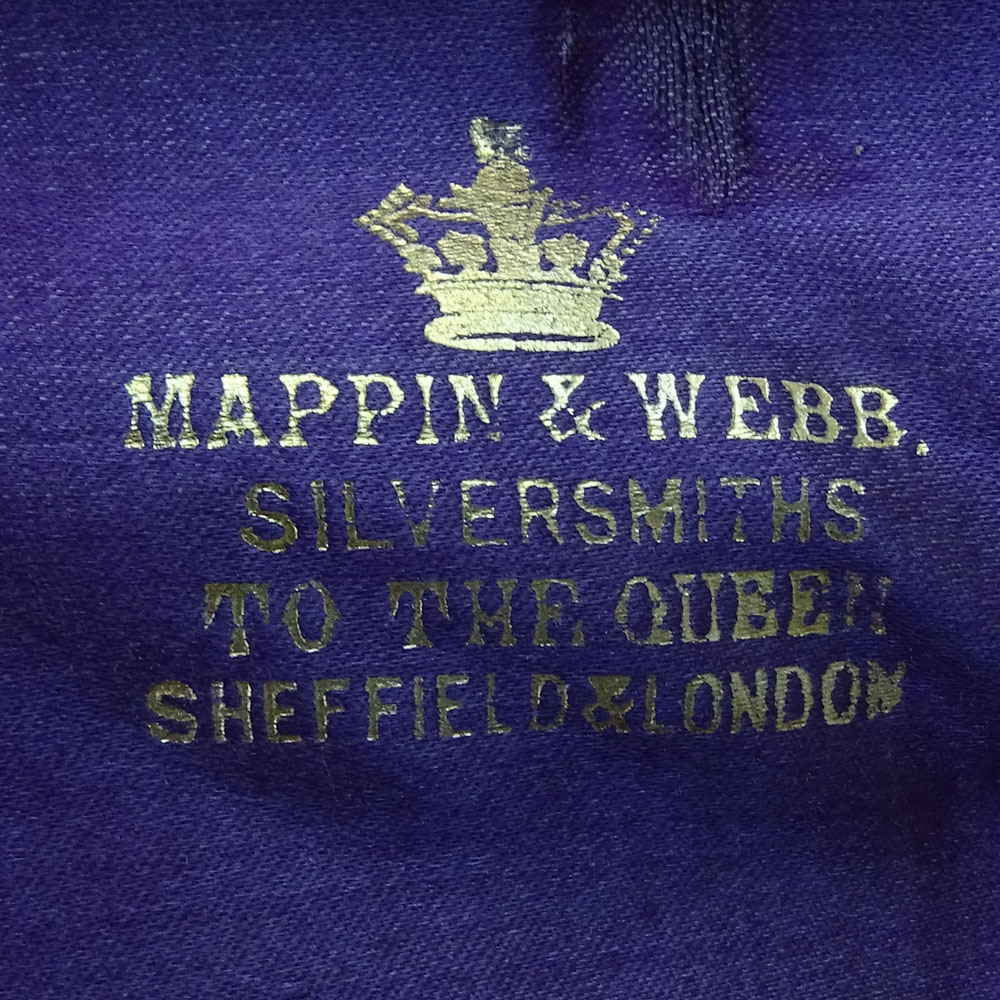 MAPPIN & WEBB.
SILVERSMITHS
TO THE QUEEN
SHEFFIELD & LONDON